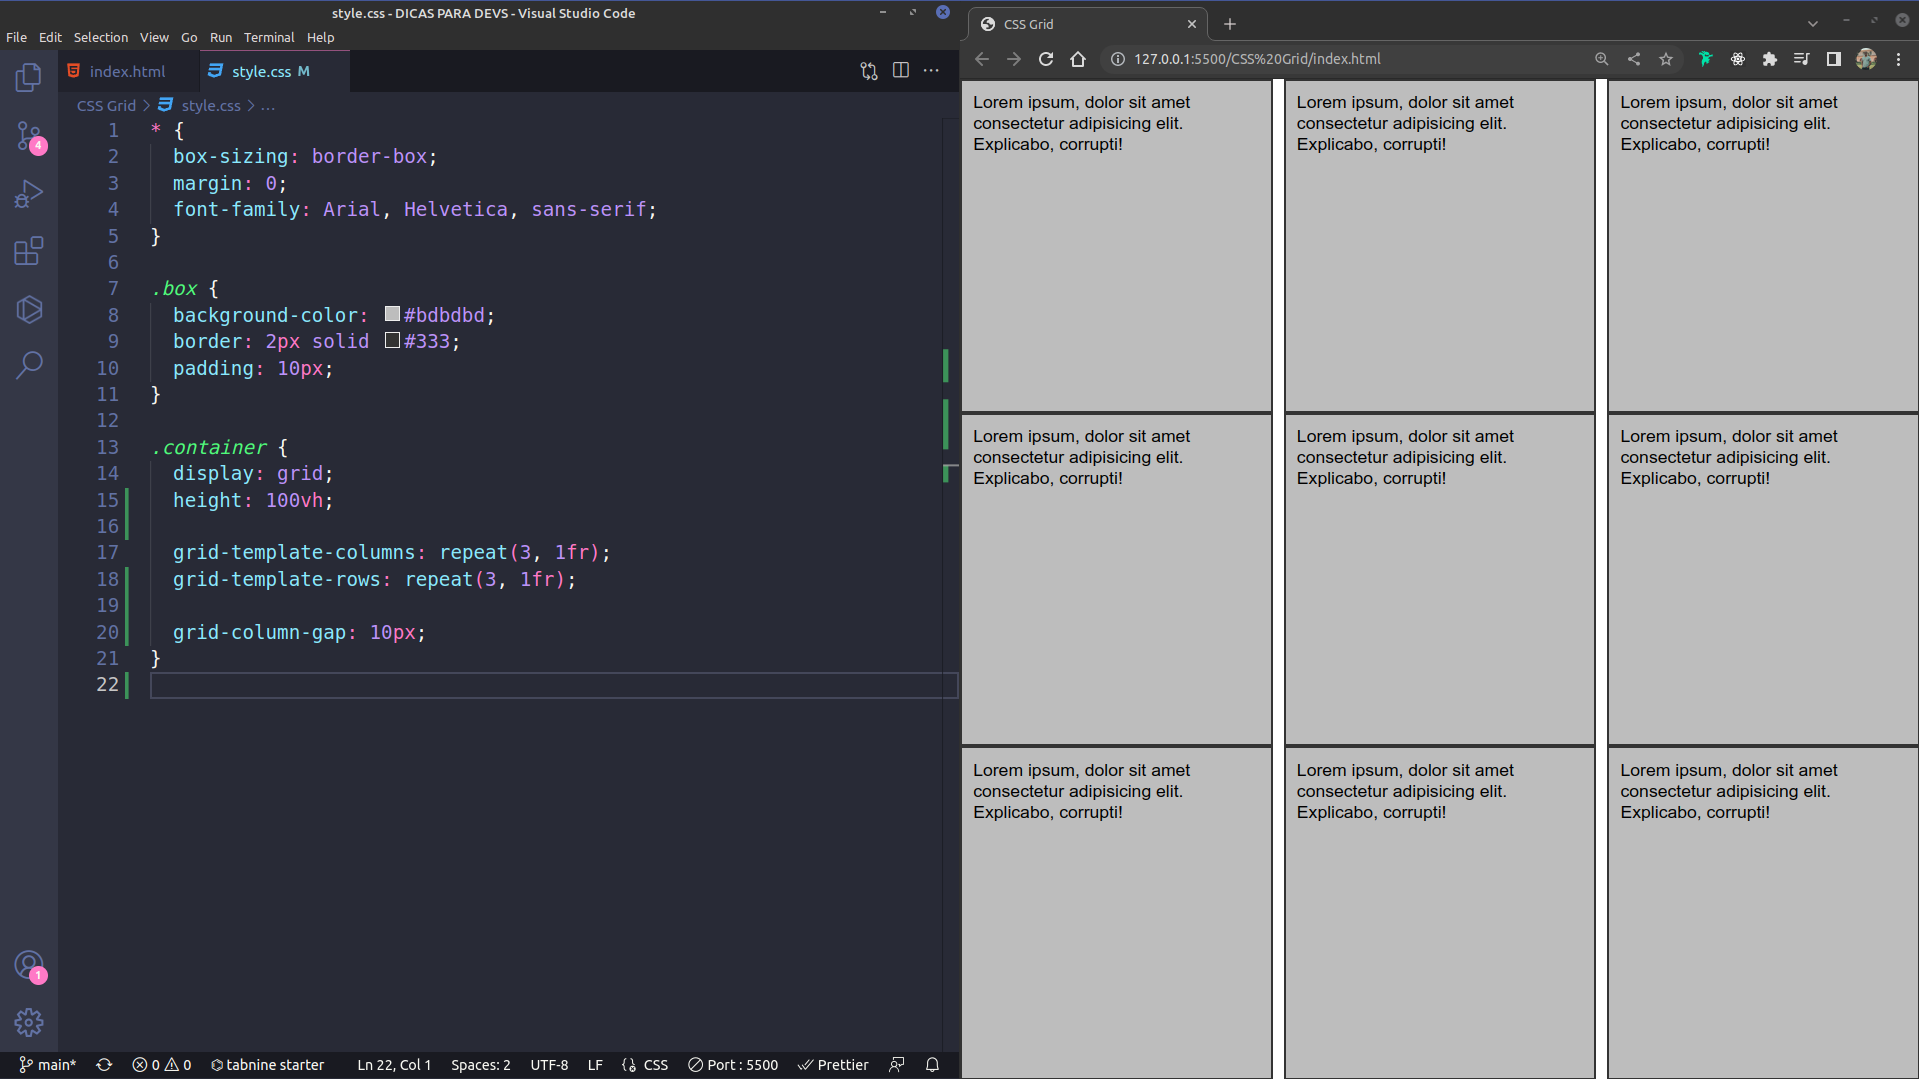 style.css - DICAS PARA DEVS - Visual Studio Code
File Edit Selection View Go Run Terminal Help
index.html
style.css M
CSS Grid > style.css > ...
1 * {
2 box-sizing: border-box;
3 margin: 0;
4 font-family: Arial, Helvetica, sans-serif;
5 }
6
7 .box {
8 background-color: #bdbdbd;
9 border: 2px solid #333;
10 padding: 10px;
11 }
12
13 .container {
14 display: grid;
15 height: 100vh;
16
17 grid-template-columns: repeat(3, 1fr);
18 grid-template-rows: repeat(3, 1fr);
19
20 grid-column-gap: 10px;
21 }
22
4
1
main* 0 0 tabnine starter Ln 22, Col 1 Spaces: 2 UTF-8 LF CSS Port : 5500 Prettier
CSS Grid
127.0.0.1:5500/CSS%20Grid/index.html
Lorem ipsum, dolor sit amet
consectetur adipisicing elit.
Explicabo, corrupti!
Lorem ipsum, dolor sit amet
consectetur adipisicing elit.
Explicabo, corrupti!
Lorem ipsum, dolor sit amet
consectetur adipisicing elit.
Explicabo, corrupti!
Lorem ipsum, dolor sit amet
consectetur adipisicing elit.
Explicabo, corrupti!
Lorem ipsum, dolor sit amet
consectetur adipisicing elit.
Explicabo, corrupti!
Lorem ipsum, dolor sit amet
consectetur adipisicing elit.
Explicabo, corrupti!
Lorem ipsum, dolor sit amet
consectetur adipisicing elit.
Explicabo, corrupti!
Lorem ipsum, dolor sit amet
consectetur adipisicing elit.
Explicabo, corrupti!
Lorem ipsum, dolor sit amet
consectetur adipisicing elit.
Explicabo, corrupti!